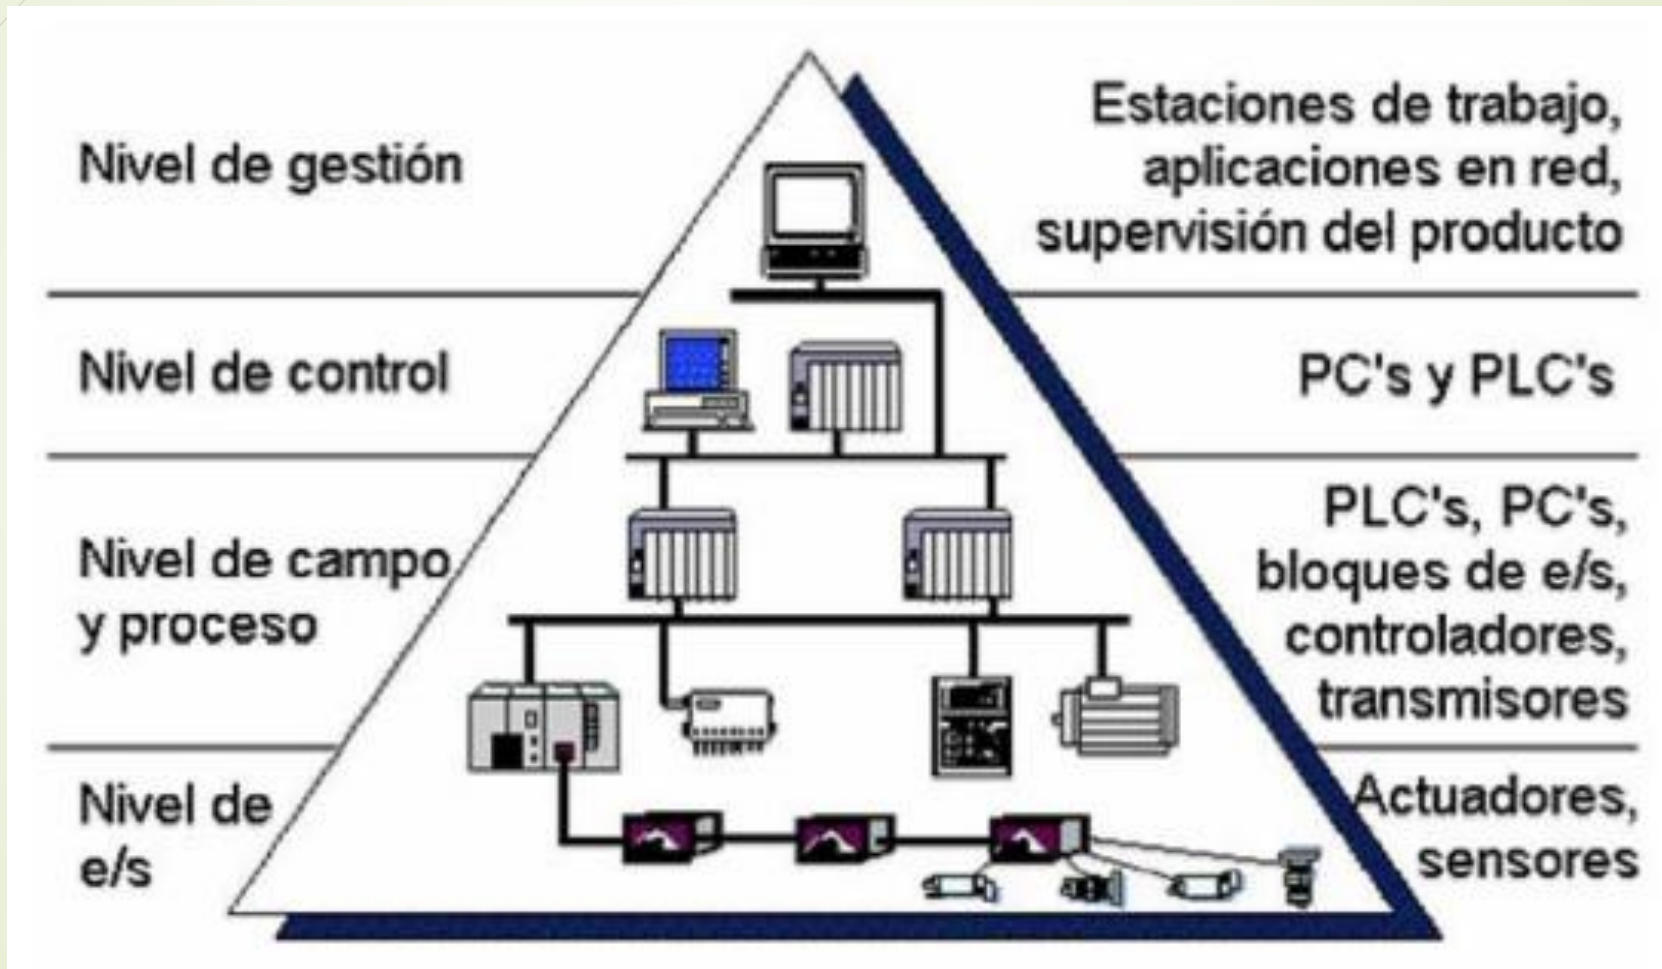 Nivel de gestión
Estaciones de trabajo,
aplicaciones en red,
supervisión del producto
Nivel de control
PC's y PLC's
Nivel de campo
y proceso
PLC's, PC's,
bloques de e/s,
controladores,
transmisores
Nivel de
e/s
Actuadores,
sensores